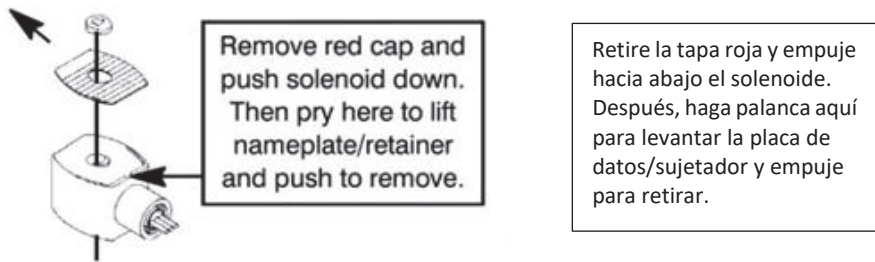 Remove red cap and
push solenoid down.
Then pry here to lift
nameplate/retainer
and push to remove.
Retire la tapa roja y empuje
hacia abajo el solenoide.
Después, haga palanca aquí
para levantar la placa de
datos/sujetador y empuje
para retirar.